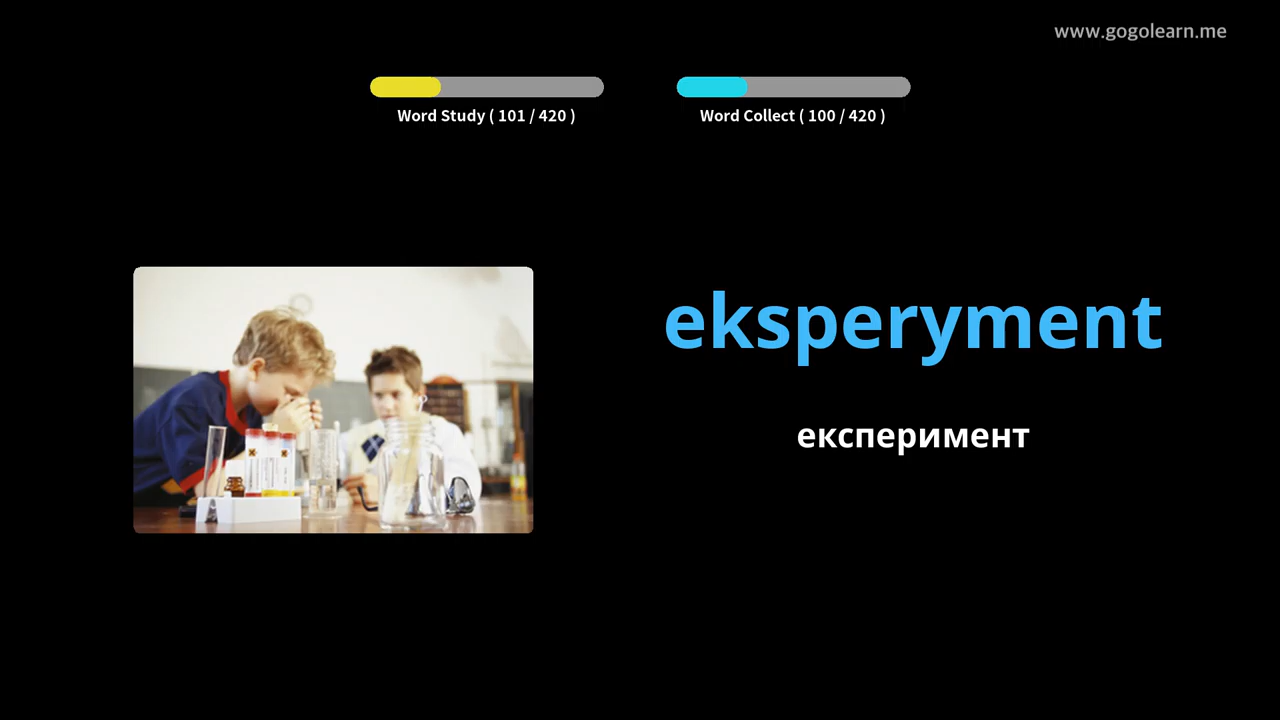 www.gogolearn.me
Word Study ( 101 / 420 )
Word Collect ( 100 / 420 )
eksperyment
експеримент